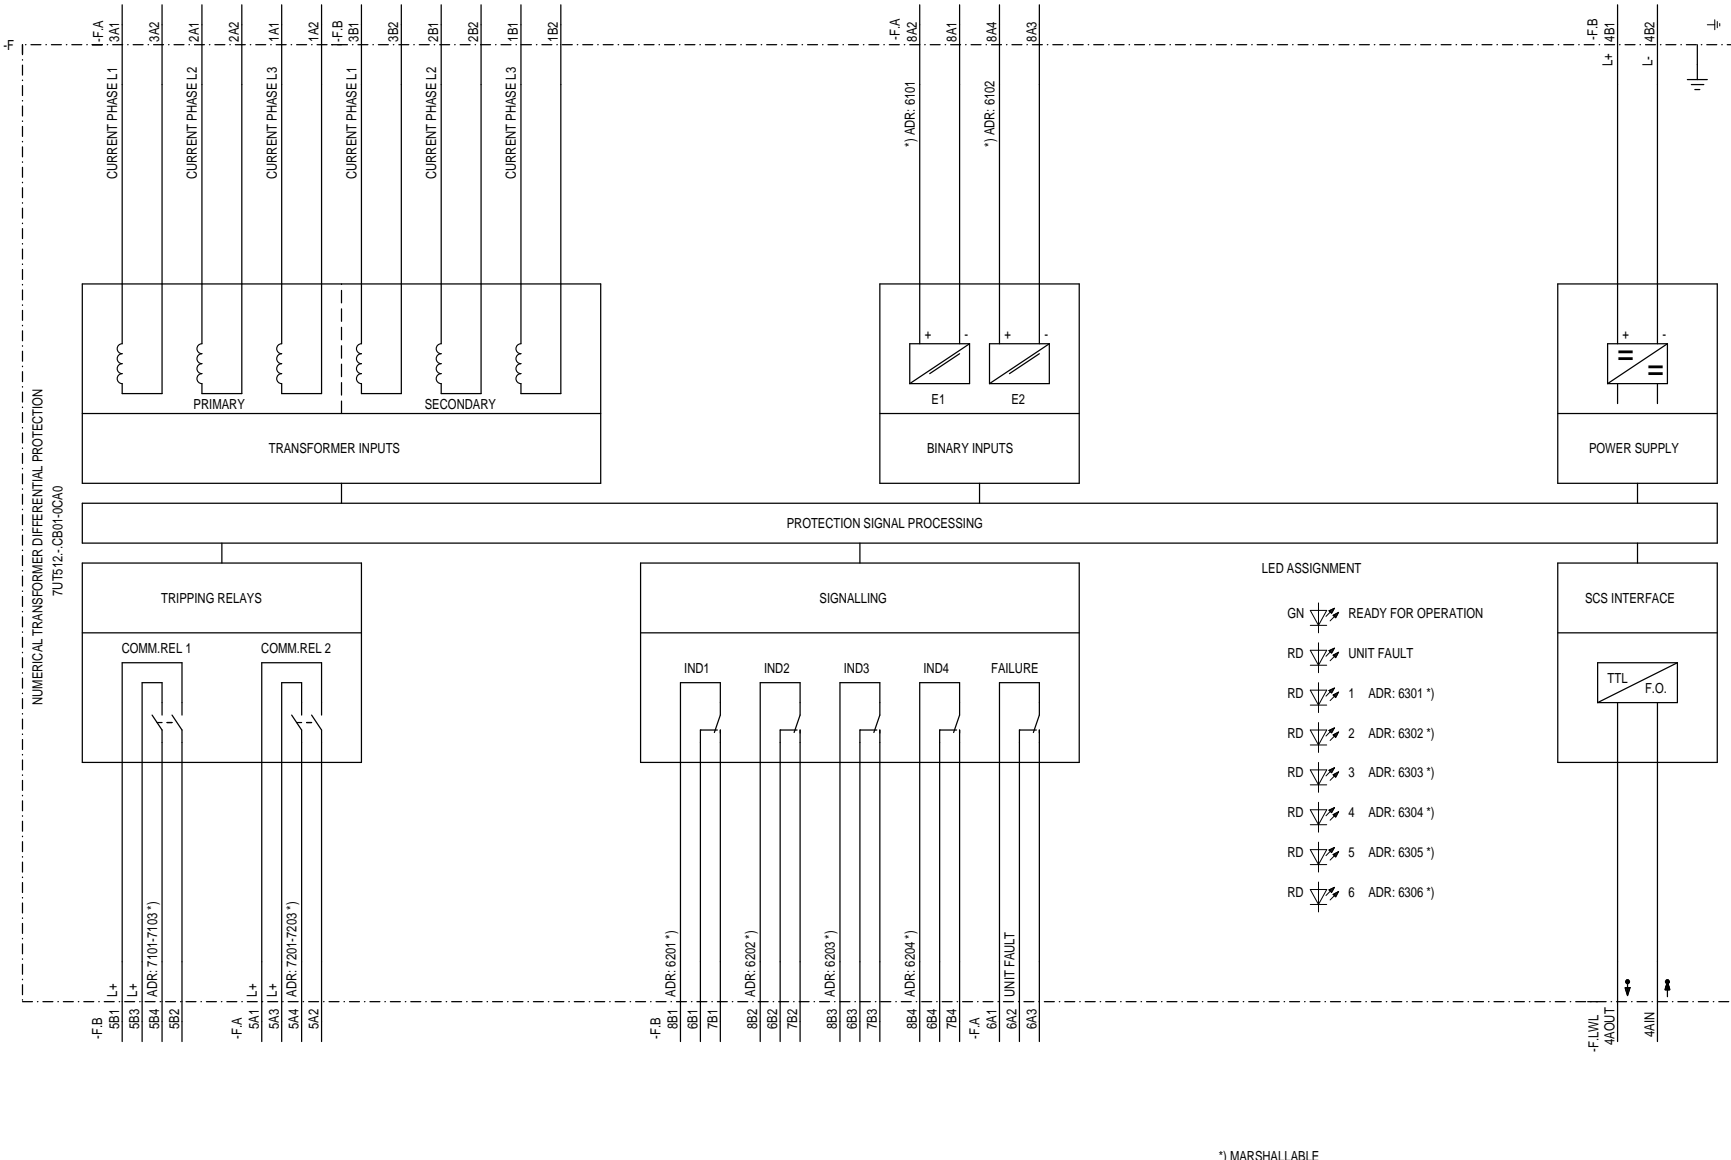 -F
-F.A
3A1
3A2
2A1
2A2
1A1
1A2
-F.B
3B1
3B2
2B1
2B2
1B1
1B2
-F.A
8A2
8A1
8A4
8A3
-F.B
4B1
4B2
L+
L-
CURRENT PHASE L1
CURRENT PHASE L2
CURRENT PHASE L3
CURRENT PHASE L1
CURRENT PHASE L2
CURRENT PHASE L3
*) ADR: 6101
*) ADR: 6102
+ -
+ -
+ -
E1
E2
PRIMARY
SECONDARY
TRANSFORMER INPUTS
BINARY INPUTS
POWER SUPPLY
NUMERICAL TRANSFORMER DIFFERENTIAL PROTECTION
7UT512.-.CB01-0CA0
PROTECTION SIGNAL PROCESSING
TRIPPING RELAYS
COMM.REL 1
COMM.REL 2
SIGNALLING
IND1
IND2
IND3
IND4
FAILURE
LED ASSIGNMENT
GN READY FOR OPERATION
RD UNIT FAULT
RD 1 ADR: 6301 *)
RD 2 ADR: 6302 *)
RD 3 ADR: 6303 *)
RD 4 ADR: 6304 *)
RD 5 ADR: 6305 *)
RD 6 ADR: 6306 *)
SCS INTERFACE
TTL
F.O.
-F.B
5B1 L+
5B3 L+
5B4 ADR: 7101-7103 *)
5B2
-F.A
5A1 L+
5A3 L+
5A4 ADR: 7201-7203 *)
5A2
-F.B
8B1 ADR: 6201 *)
6B1
7B1
8B2 ADR: 6202 *)
6B2
7B2
8B3 ADR: 6203 *)
6B3
7B3
8B4 ADR: 6204 *)
6B4
7B4
-F.A
6A1
6A2 UNIT FAULT
6A3
-F.LWL
4AOUT
4AIN
*) MARSHALLABLE